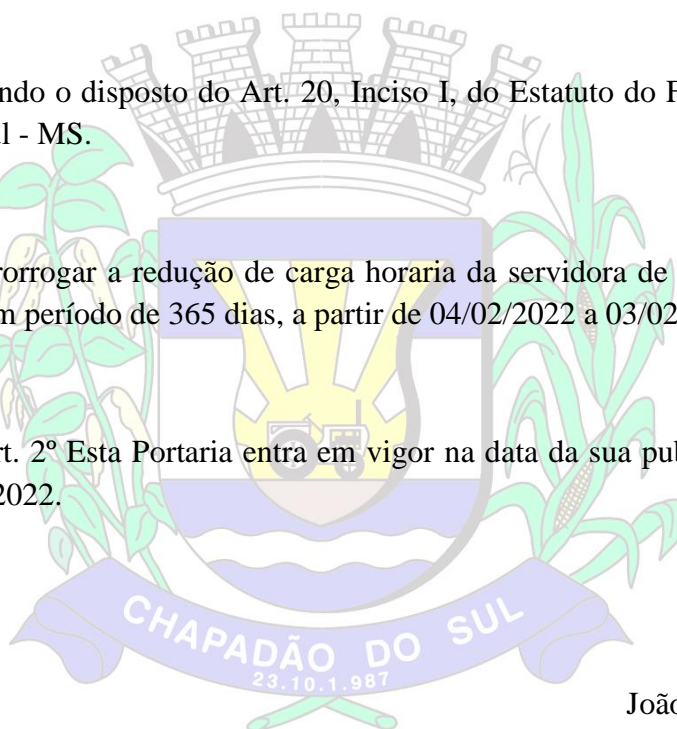 ndo o disposto do Art. 20, Inciso I, do Estatuto do F
l - MS.
rorrogar a redução de carga horaria da servidora de
m período de 365 dias, a partir de 04/02/2022 a 03/02
rt. 2º Esta Portaria entra em vigor na data da sua pub
2022.
CHAPADÃO DO SUL
23.10.1.987
João